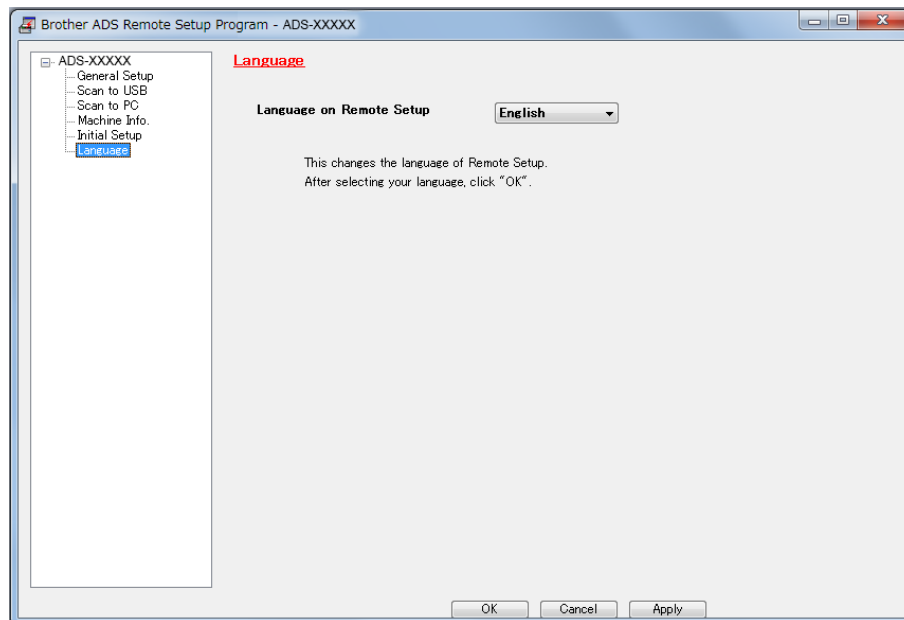 Brother ADS Remote Setup Program - ADS-XXXXX
ADS-XXXXX
General Setup
Scan to USB
Scan to PC
Machine Info.
Initial Setup
Language
Language
Language on Remote Setup
English
This changes the language of Remote Setup.
After selecting your language, click "OK".
OK
Cancel
Apply